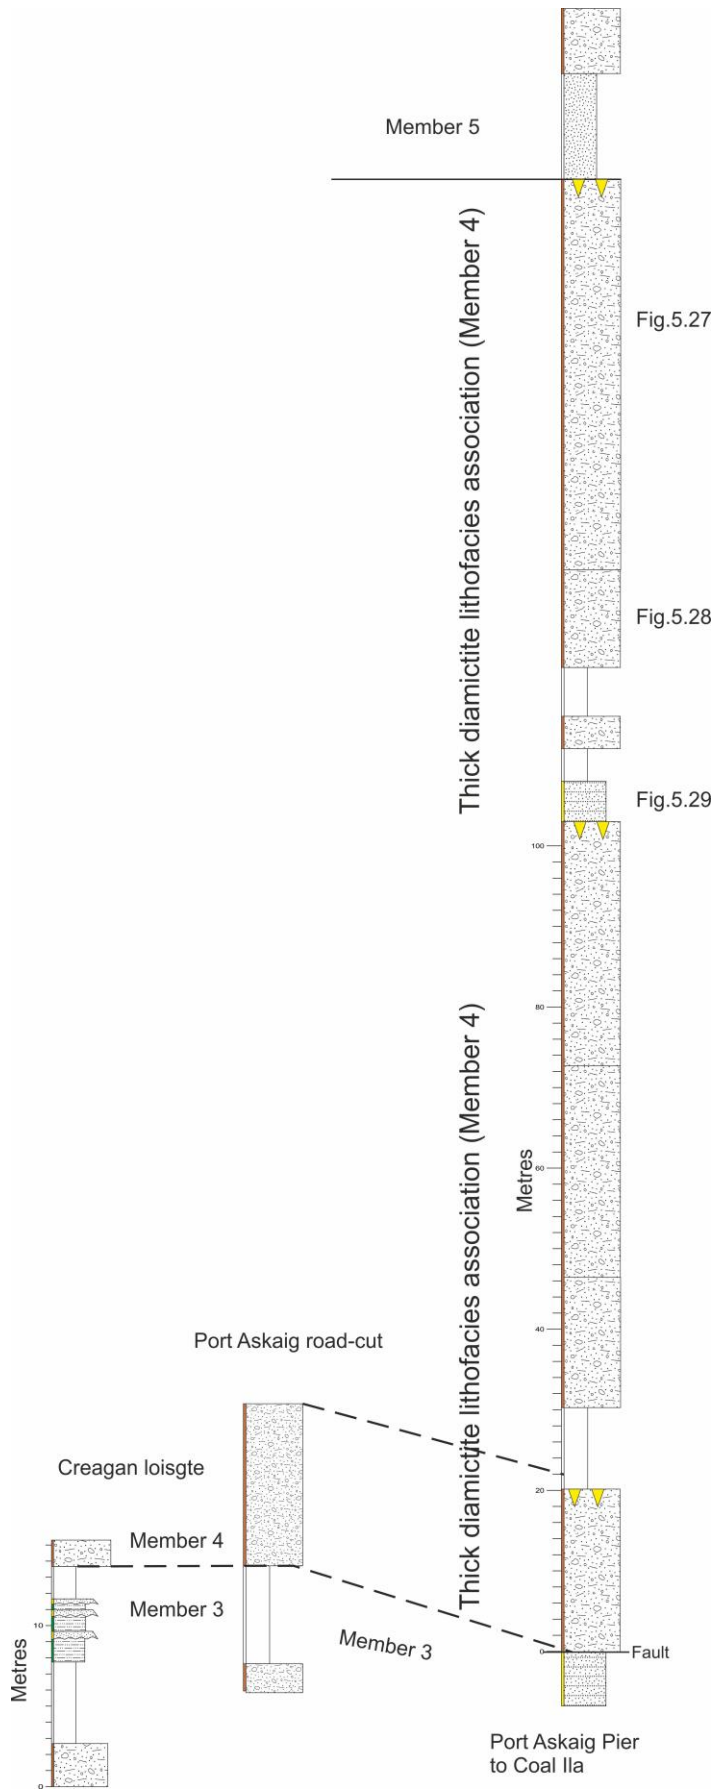 Member 5
Thick diamictite lithofacies association (Member 4)
Fig.5.27
Fig.5.28
Fig.5.29
100
80
Thick diamictite lithofacies association (Member 4)
Metres
60
40
Port Askaig road-cut
Creagan loisgte
20
Member 4
Member 3
10
Metres
Member 3
0
Fault
Port Askaig Pier
to Coal Ila
0